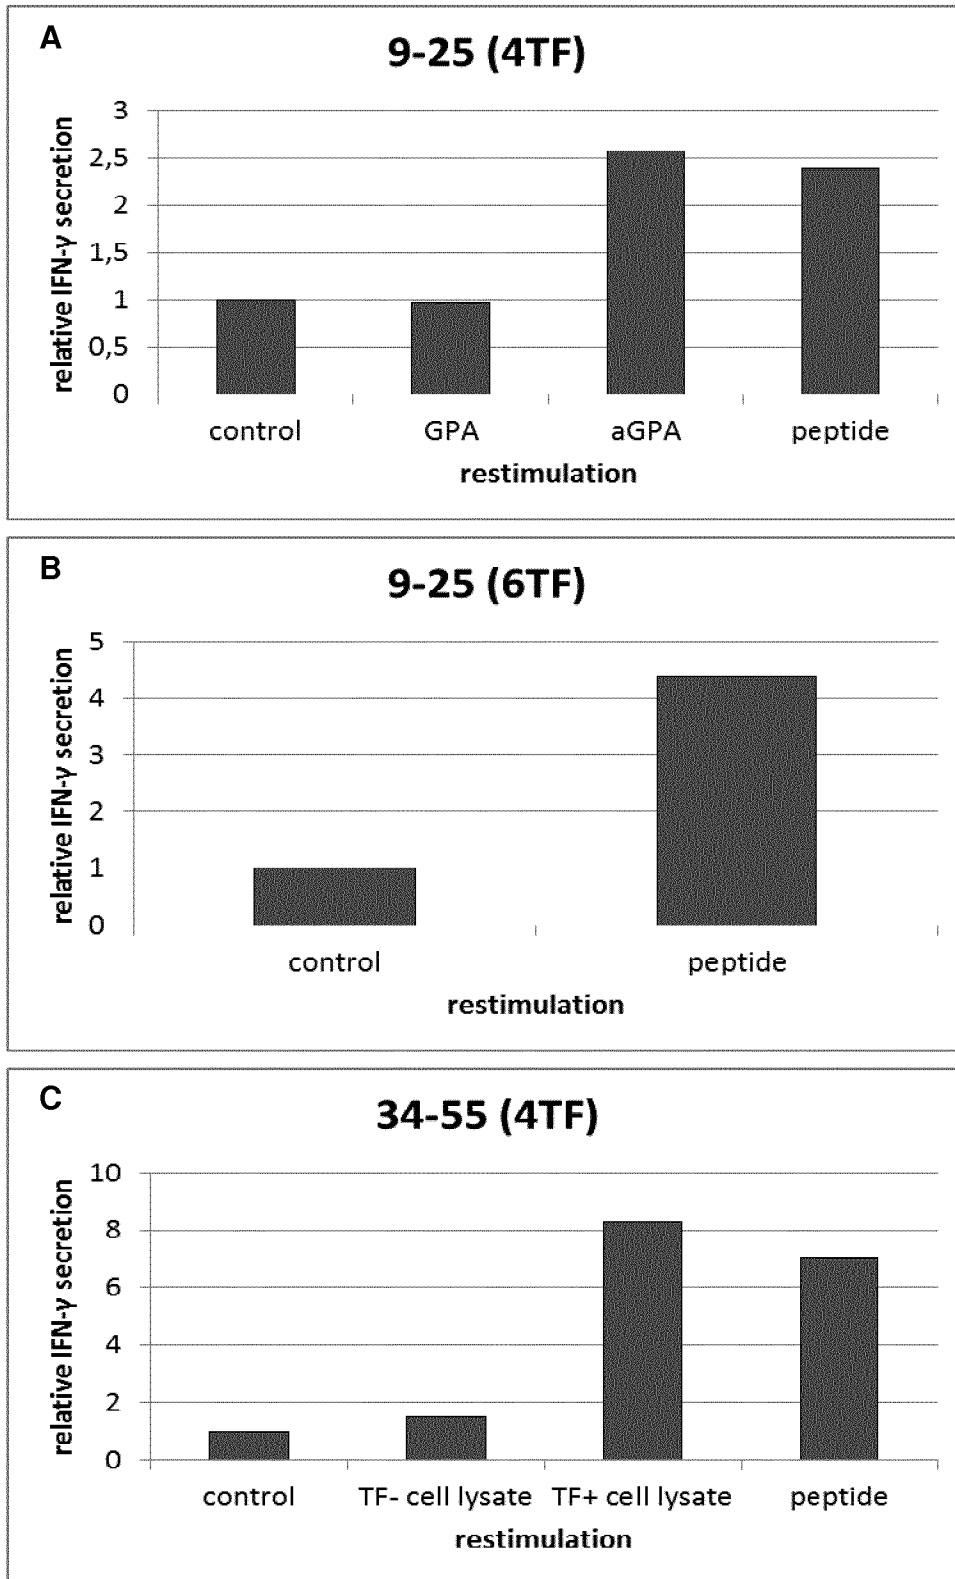 A
9-25 (4TF)
relative IFN-γ secretion
3
2,5
2
1,5
1
0,5
0
control GPA aGPA peptide
restimulation
B
9-25 (6TF)
relative IFN-γ secretion
5
4
3
2
1
0
control peptide
restimulation
C
34-55 (4TF)
relative IFN-γ secretion
10
8
6
4
2
0
control TF- cell lysate TF+ cell lysate peptide
restimulation